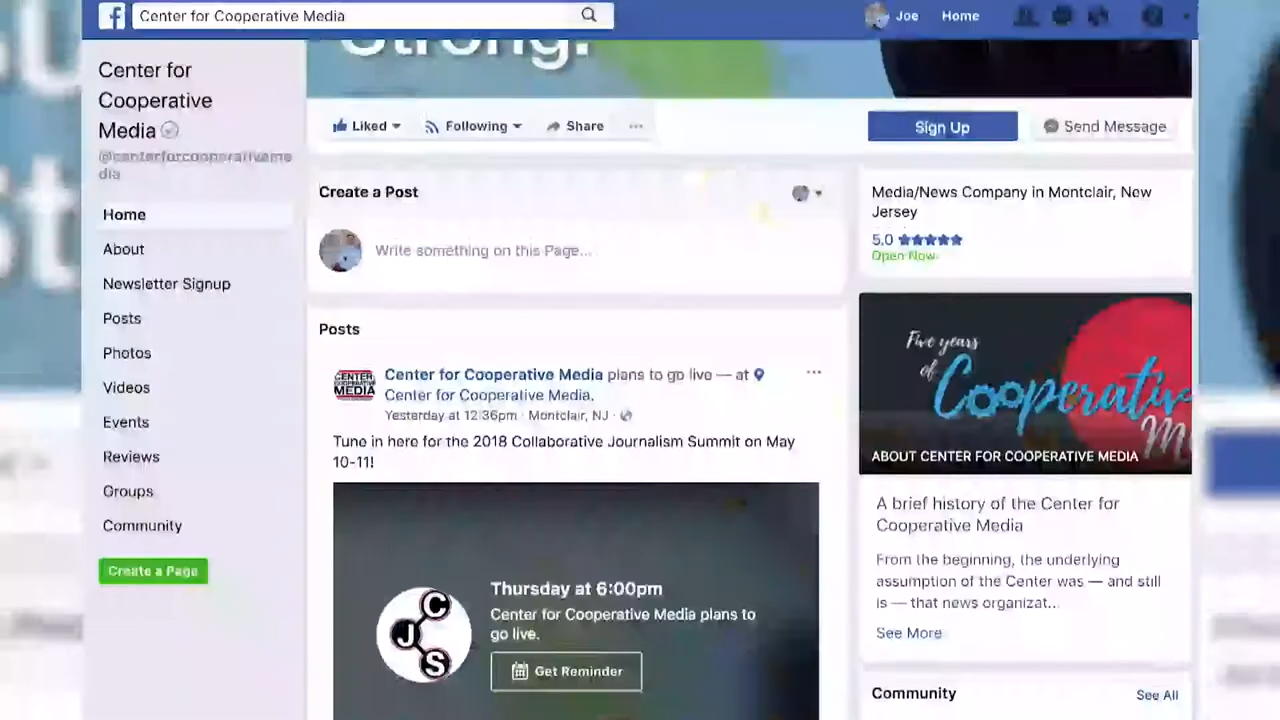 Center for Cooperative Media
Joe
Home
Center for
Cooperative
Media
@centerforcooperativeme
dia
Home
About
Newsletter Signup
Posts
Photos
Videos
Events
Reviews
Groups
Community
Create a Page
Strong.
Liked
Following
Share
Sign Up
Send Message
Create a Post
Write something on this Page...
Posts
CENTER
COOPERATIVE
MEDIA
Center for Cooperative Media plans to go live — at
Center for Cooperative Media.
Yesterday at 12:36pm · Montclair, NJ ·
Tune in here for the 2018 Collaborative Journalism Summit on May
10-11!
C
J
S
Thursday at 6:00pm
Center for Cooperative Media plans to
go live.
Get Reminder
Media/News Company in Montclair, New
Jersey
5.0 ★★★★★
Open Now
Five years
of
Cooperativ
M
ABOUT CENTER FOR COOPERATIVE MEDIA
A brief history of the Center for
Cooperative Media
From the beginning, the underlying
assumption of the Center was — and still
is — that news organizat...
See More
Community
See All